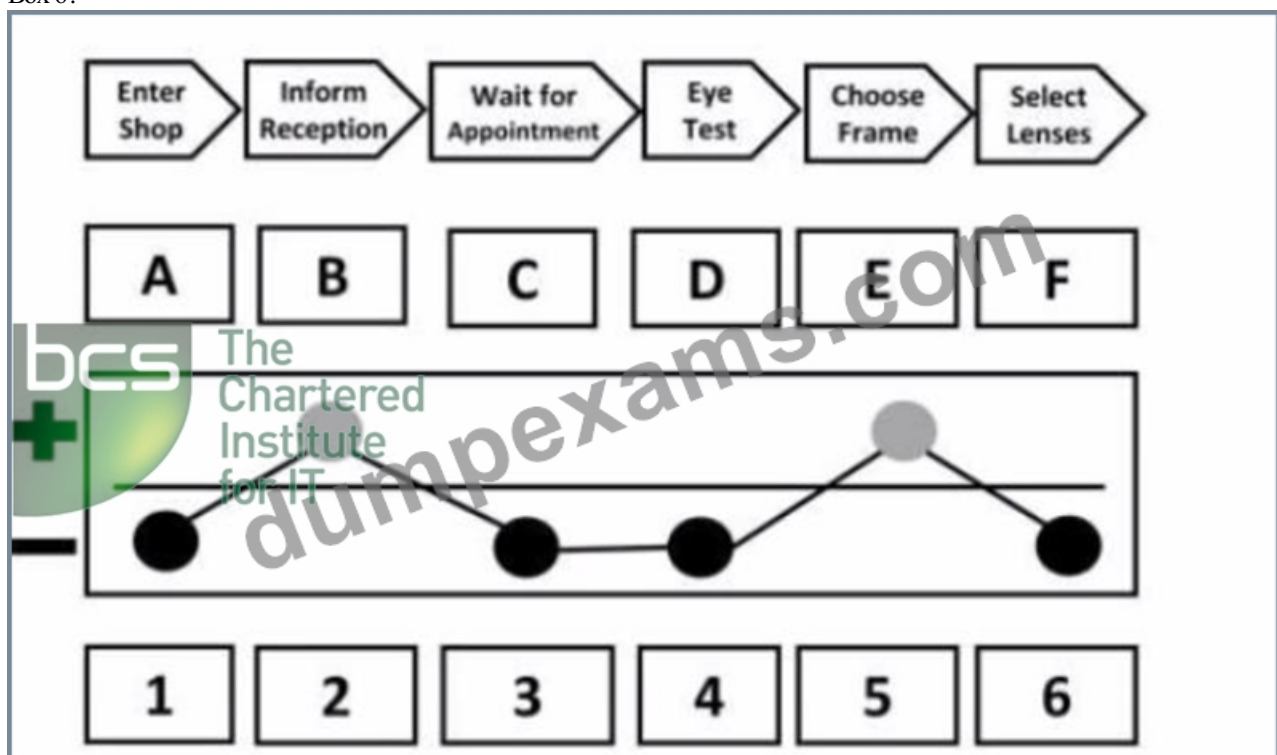 Box 6?
Enter
Shop
Inform
Reception
Wait for
Appointment
Eye
Test
Choose
Frame
Select
Lenses
A B C D E F
bcs
The
Chartered
Institute
for IT
dumpexams.com
1 2 3 4 5 6